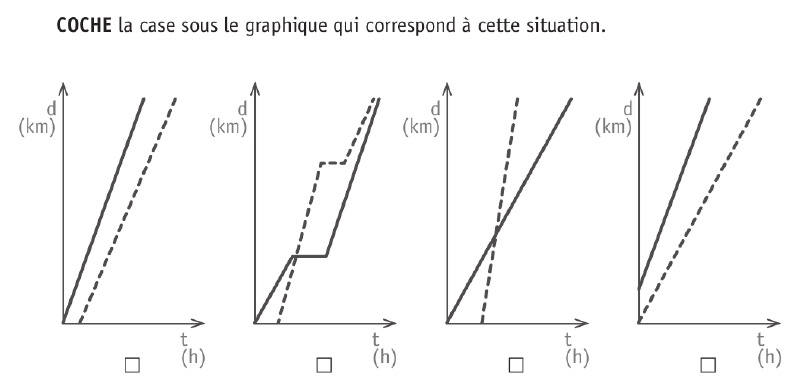 COCHE la case sous le graphique qui correspond à cette situation.
d
(km)
t
(h)
d
(km)
t
(h)
d
(km)
t
(h)
d
(km)
t
(h)